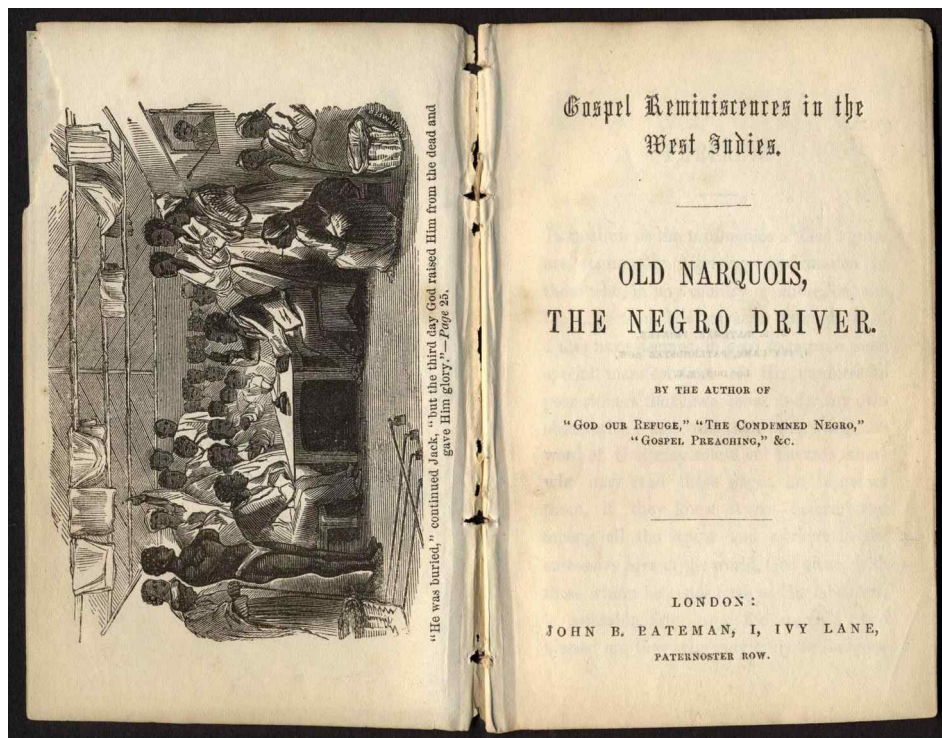 "He was buried," continued Jack, "but the third day God raised Him from the dead and
gave Him glory."—Page 25.
Gospel Reminiscences in the
West Indies.
OLD NARQUOIS,
THE NEGRO DRIVER.
BY THE AUTHOR OF
"GOD OUR REFUGE," "THE CONDEMNED NEGRO,"
"GOSPEL PREACHING," &C.
LONDON:
JOHN B. BATEMAN, 1, IVY LANE,
PATERNOSTER ROW.